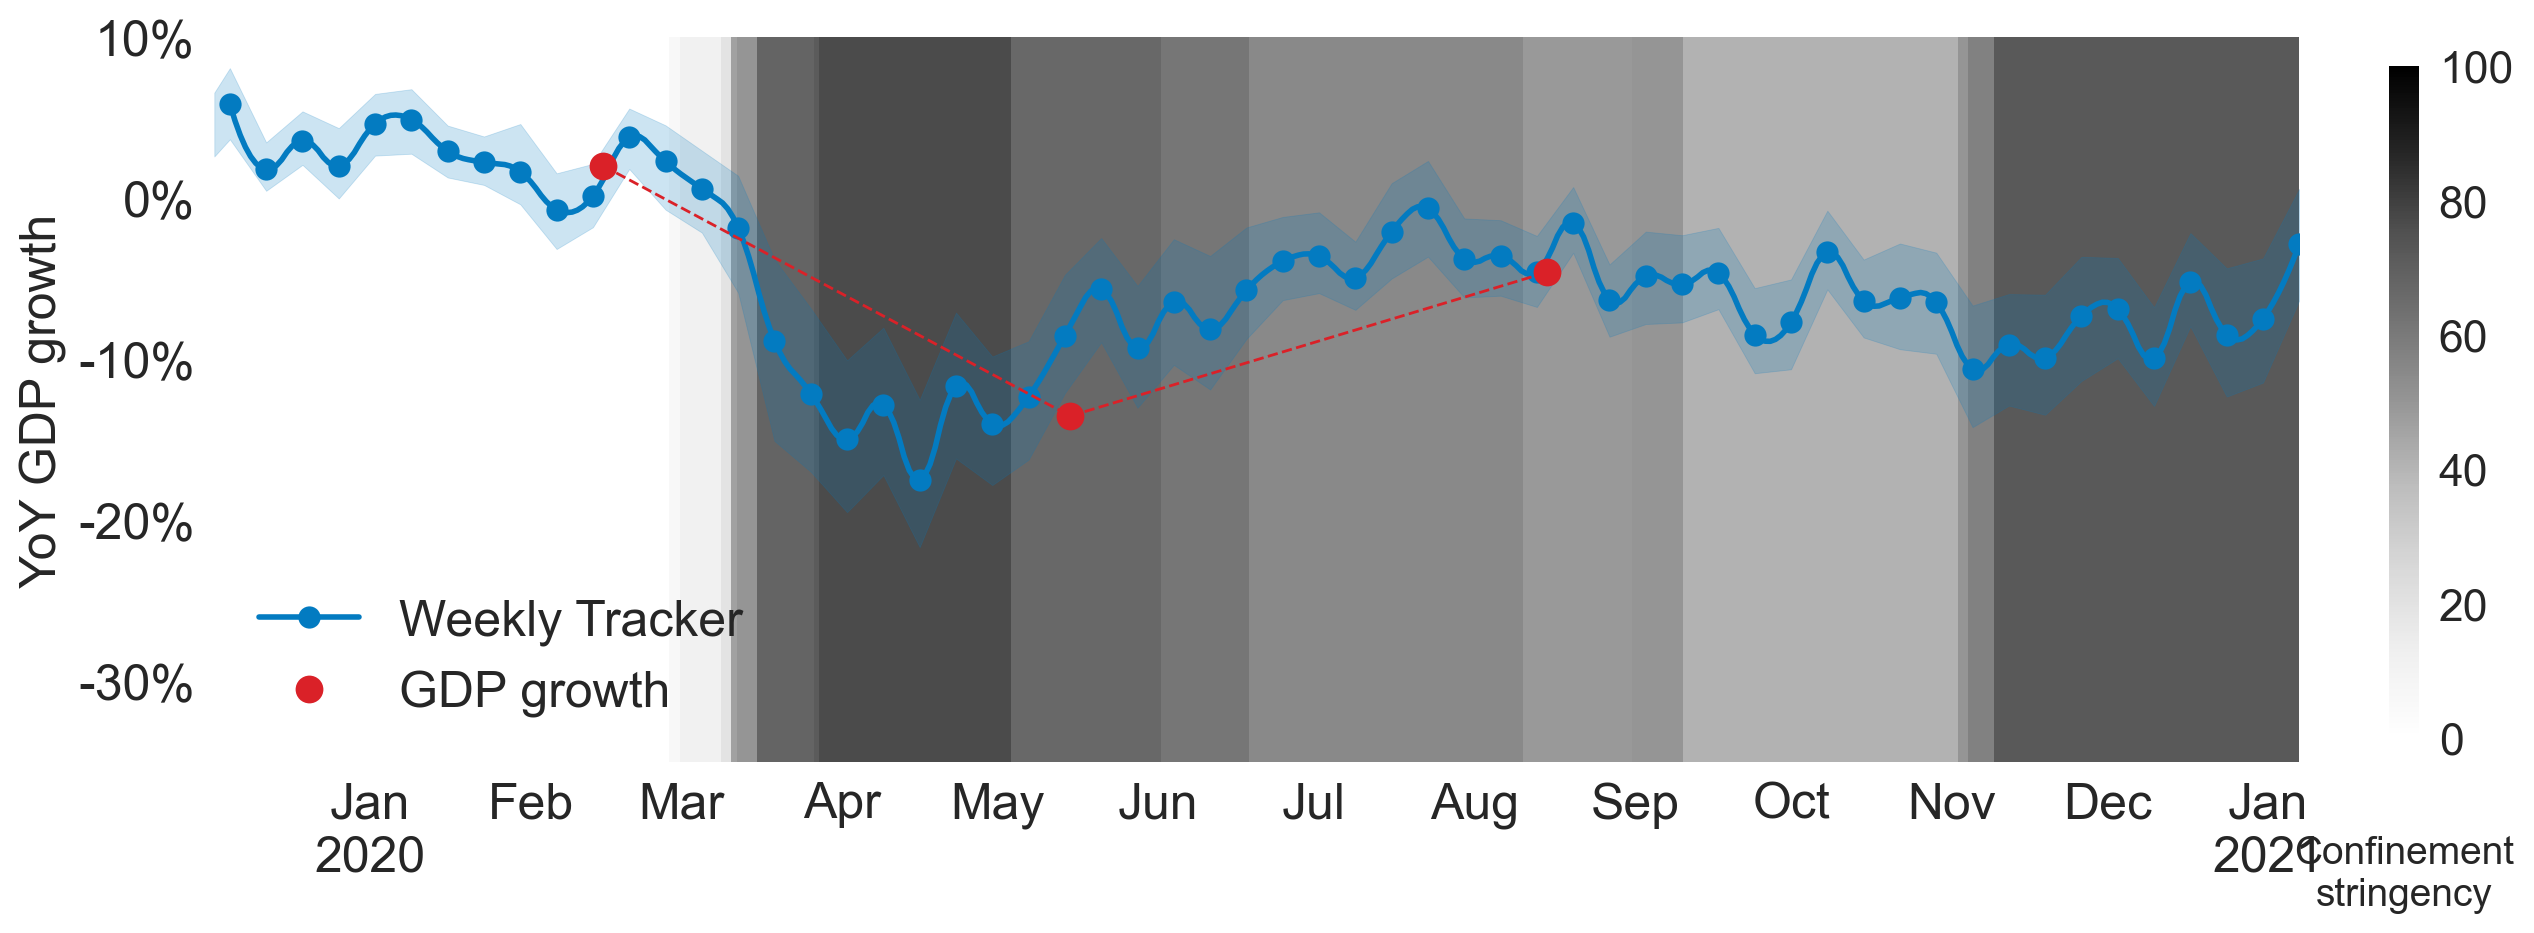 YoY GDP growth
10%
0%
-10%
-20%
-30%
Weekly Tracker
GDP growth
Jan Feb Mar Apr May Jun Jul Aug Sep Oct Nov Dec Jan
2020 2021
100
80
60
40
20
0
Confinement
stringency